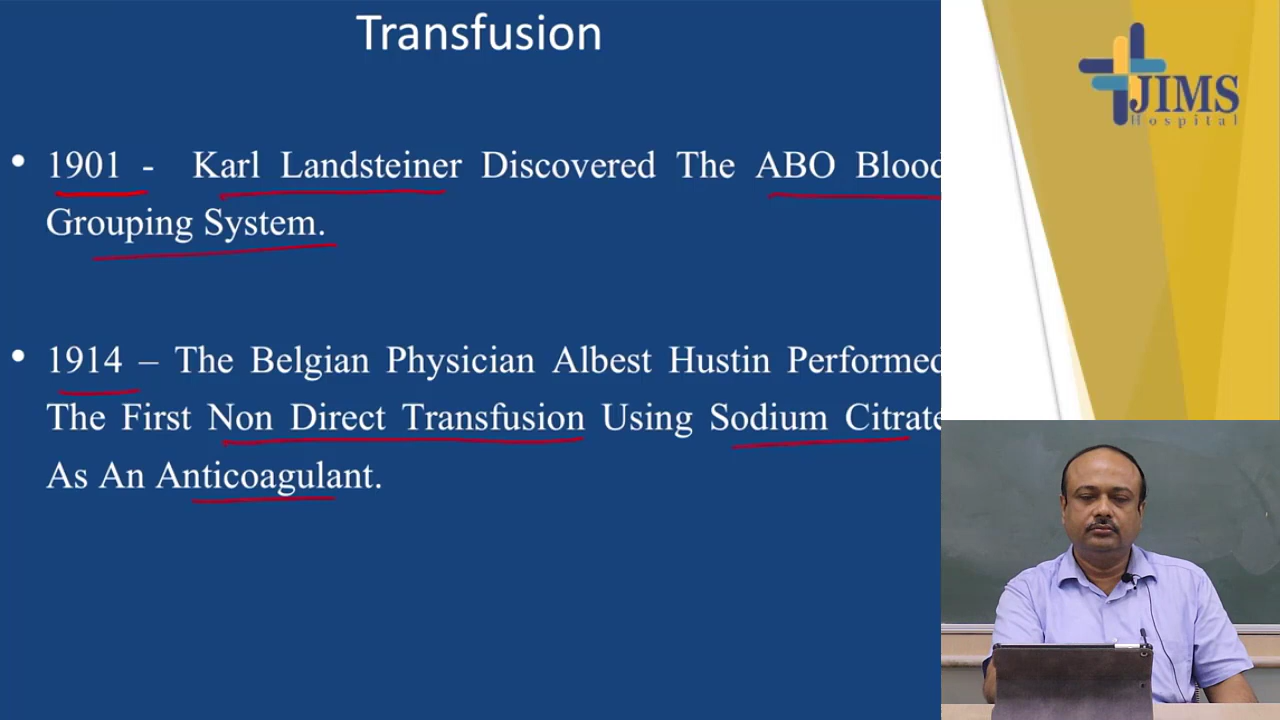 Transfusion
JIMS
Hospital
• 1901 - Karl Landsteiner Discovered The ABO Blood
Grouping System.
• 1914 – The Belgian Physician Albest Hustin Performed
The First Non Direct Transfusion Using Sodium Citrate
As An Anticoagulant.